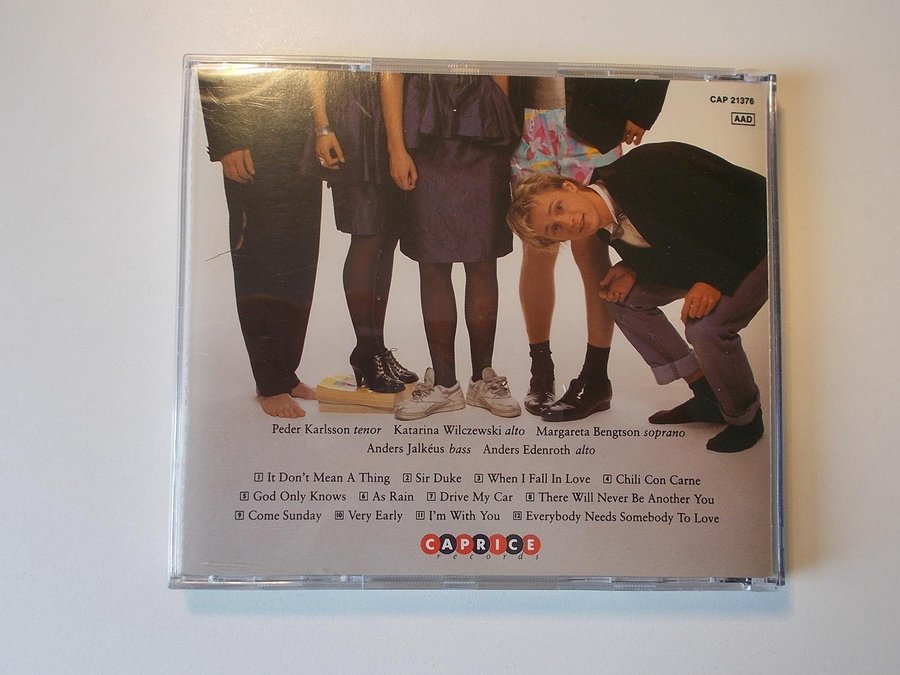 CAP 21376
AAD
Peder Karlsson tenor Katarina Wilczewski alto Margareta Bengtson soprano
Anders Jalkéus bass Anders Edenroth alto
1 It Don't Mean A Thing 2 Sir Duke 3 When I Fall In Love 4 Chili Con Carne
5 God Only Knows 6 As Rain 7 Drive My Car 8 There Will Never Be Another You
9 Come Sunday 10 Very Early 11 I'm With You 12 Everybody Needs Somebody To Love
CAPRICE
records